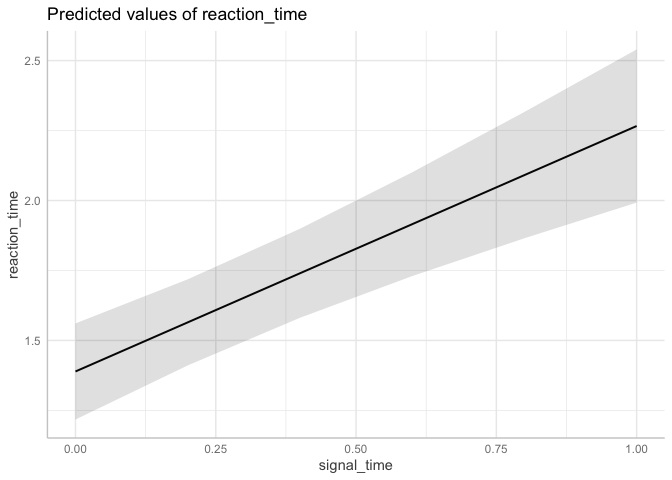 Predicted values of reaction_time
2.5
2.0
1.5
reaction_time
0.00 0.25 0.50 0.75 1.00
signal_time